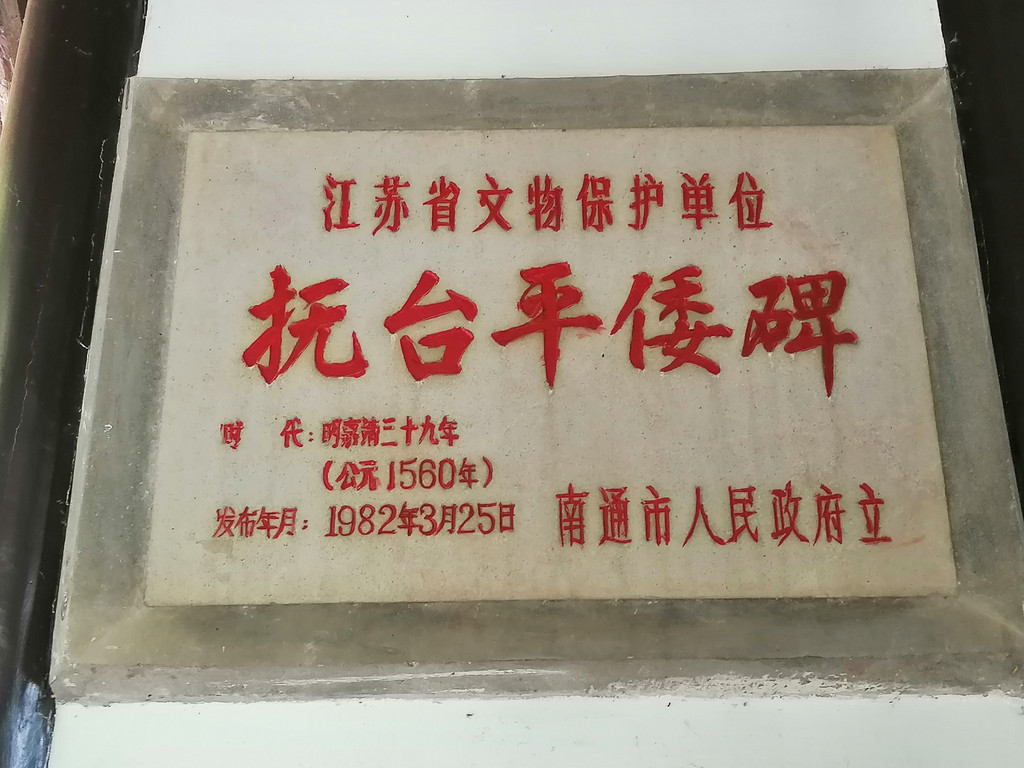 江苏省文物保护单位
抚台平倭碑
时 代：明嘉靖三十九年
（公元1560年）
发布年月：1982年3月25日
南通市人民政府立